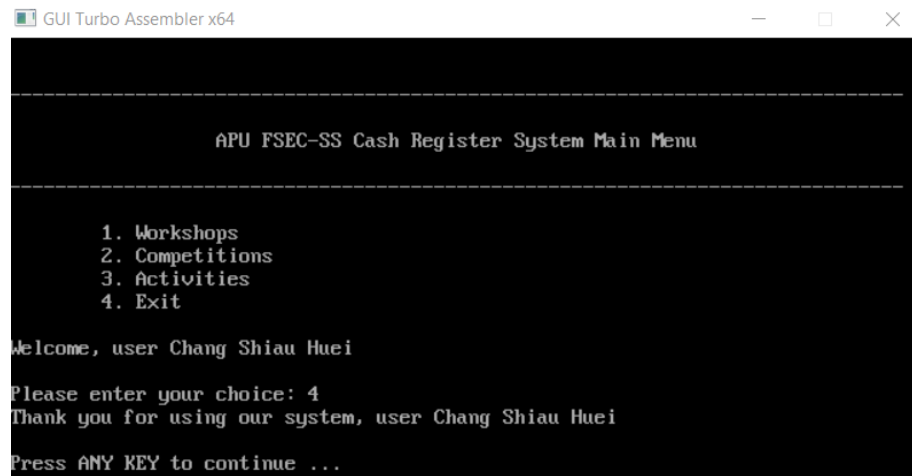 GUI Turbo Assembler x64
-------------------------------------------------------------------------------
APU FSEC-SS Cash Register System Main Menu
-------------------------------------------------------------------------------
1. Workshops
2. Competitions
3. Activities
4. Exit
Welcome, user Chang Shiau Huei
Please enter your choice: 4
Thank you for using our system, user Chang Shiau Huei
Press ANY KEY to continue ...